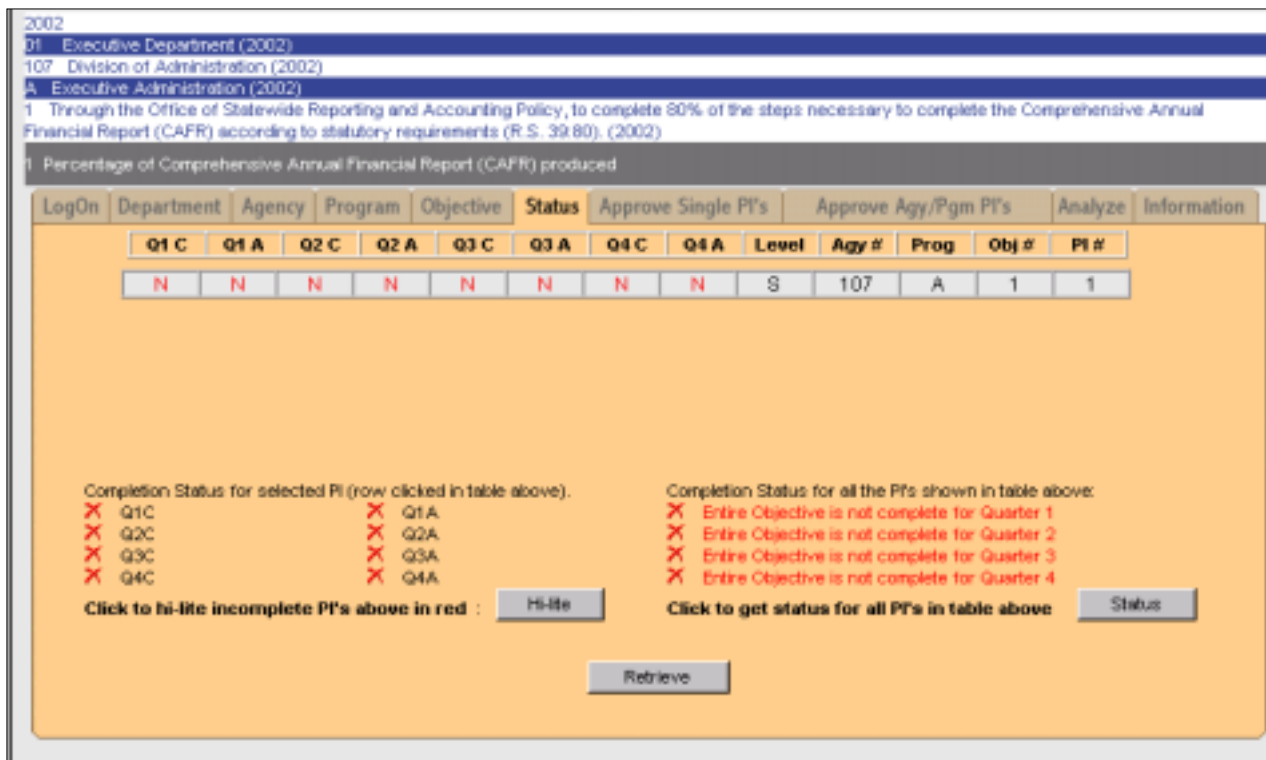 2002
01 Executive Department (2002)
107 Division of Administration (2002)
A Executive Administration (2002)
1 Through the Office of Statewide Reporting and Accounting Policy, to complete 80% of the steps necessary to complete the Comprehensive Annual
Financial Report (CAFR) according to statutory requirements (R.S. 39:80). (2002)
1 Percentage of Comprehensive Annual Financial Report (CAFR) produced
LogOn Department Agency Program Objective Status Approve Single PI's Approve Agy/Pgm PI's Analyze Information
Q1 C Q1 A Q2 C Q2 A Q3 C Q3 A Q4 C Q4 A Level Agy # Prog Obj # PI #
N N N N N N N N S 107 A 1 1
Completion Status for selected PI (row clicked in table above). Completion Status for all the PI's shown in table above:
Q1C Q1A Entire Objective is not complete for Quarter 1
Q2C Q2A Entire Objective is not complete for Quarter 2
Q3C Q3A Entire Objective is not complete for Quarter 3
Q4C Q4A Entire Objective is not complete for Quarter 4
Click to hi-lite incomplete PI's above in red : Hi-lite Click to get status for all PI's in table above Status
Retrieve